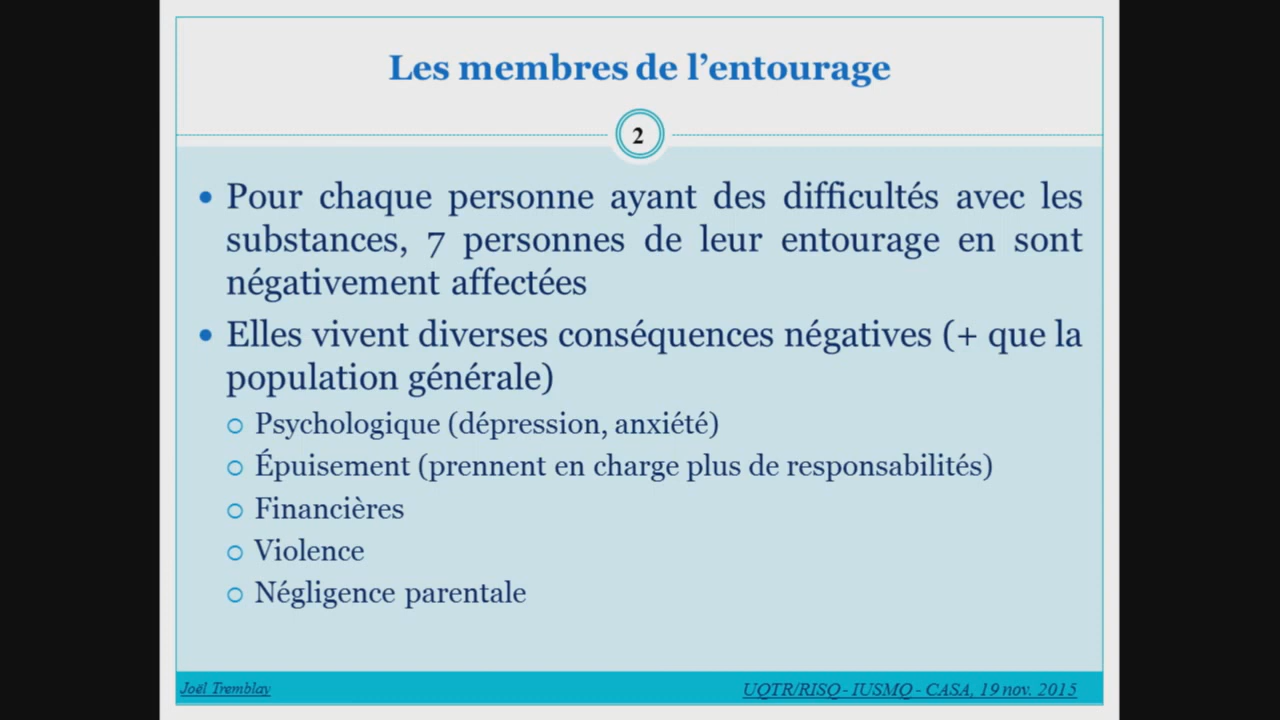 Les membres de l’entourage
2
Pour chaque personne ayant des difficultés avec les
substances, 7 personnes de leur entourage en sont
négativement affectées
Elles vivent diverses conséquences négatives (+ que la
population générale)
Psychologique (dépression, anxiété)
Épuisement (prennent en charge plus de responsabilités)
Financières
Violence
Négligence parentale
Joël Tremblay
UQTR/RISQ - IUSMQ - CASA, 19 nov. 2015